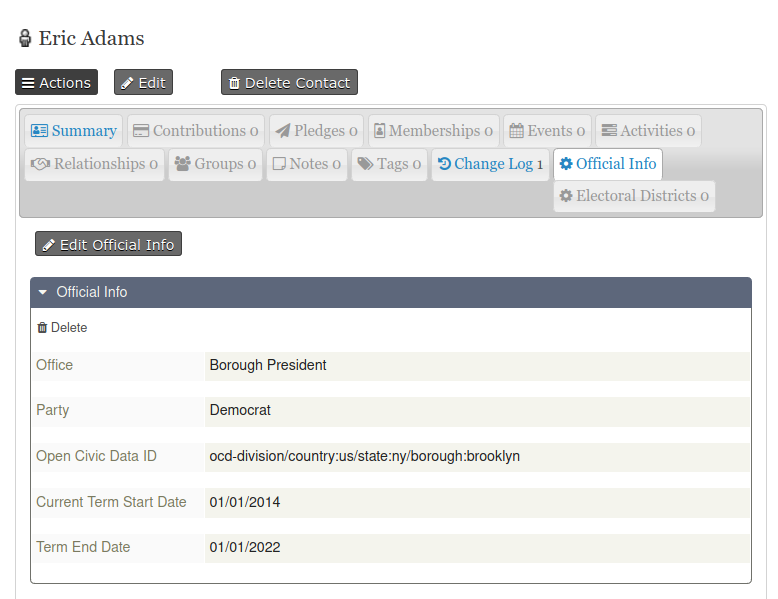 Eric Adams
Actions Edit Delete Contact
Summary Contributions 0 Pledges 0 Memberships 0 Events 0 Activities 0
Relationships 0 Groups 0 Notes 0 Tags 0 Change Log 1 Official Info
Electoral Districts 0
Edit Official Info
Official Info
Delete
Office Borough President
Party Democrat
Open Civic Data ID ocd-division/country:us/state:ny/borough:brooklyn
Current Term Start Date 01/01/2014
Term End Date 01/01/2022